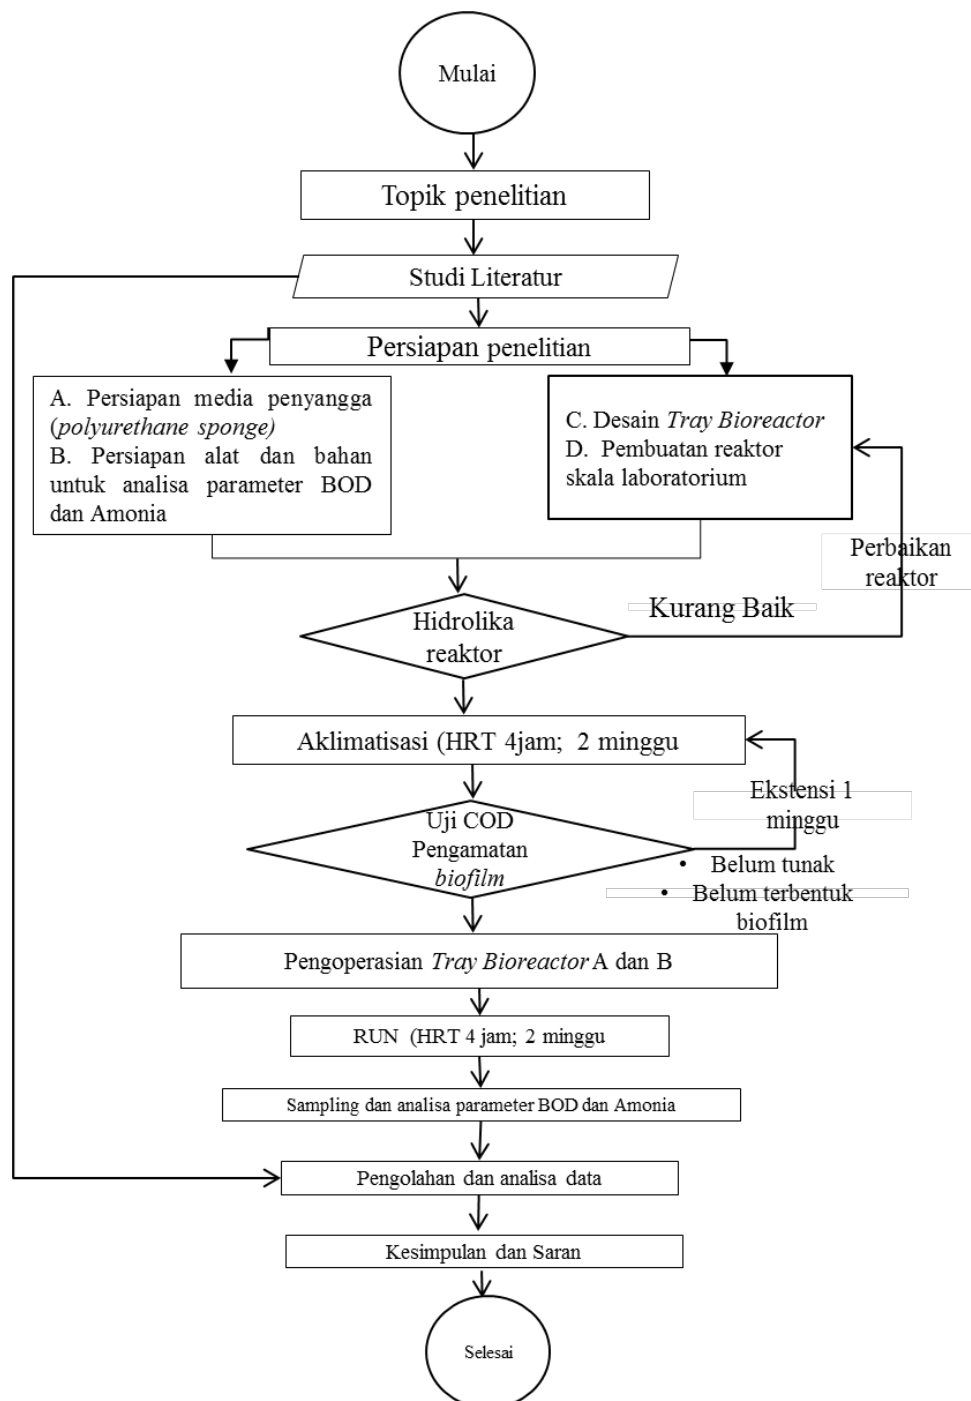 Mulai
Topik penelitian
Studi Literatur
Persiapan penelitian
A. Persiapan media penyangga
(polyurethane sponge)
B. Persiapan alat dan bahan
untuk analisa parameter BOD
dan Amonia
C. Desain Tray Bioreactor
D. Pembuatan reaktor
skala laboratorium
Perbaikan
reaktor
Kurang Baik
Hidrolika
reaktor
Aklimatisasi (HRT 4jam; 2 minggu
Ekstensi 1
minggu
Uji COD
Pengamatan
biofilm
• Belum tunak
• Belum terbentuk
biofilm
Pengoperasian Tray Bioreactor A dan B
RUN (HRT 4 jam; 2 minggu
Sampling dan analisa parameter BOD dan Amonia
Pengolahan dan analisa data
Kesimpulan dan Saran
Selesai